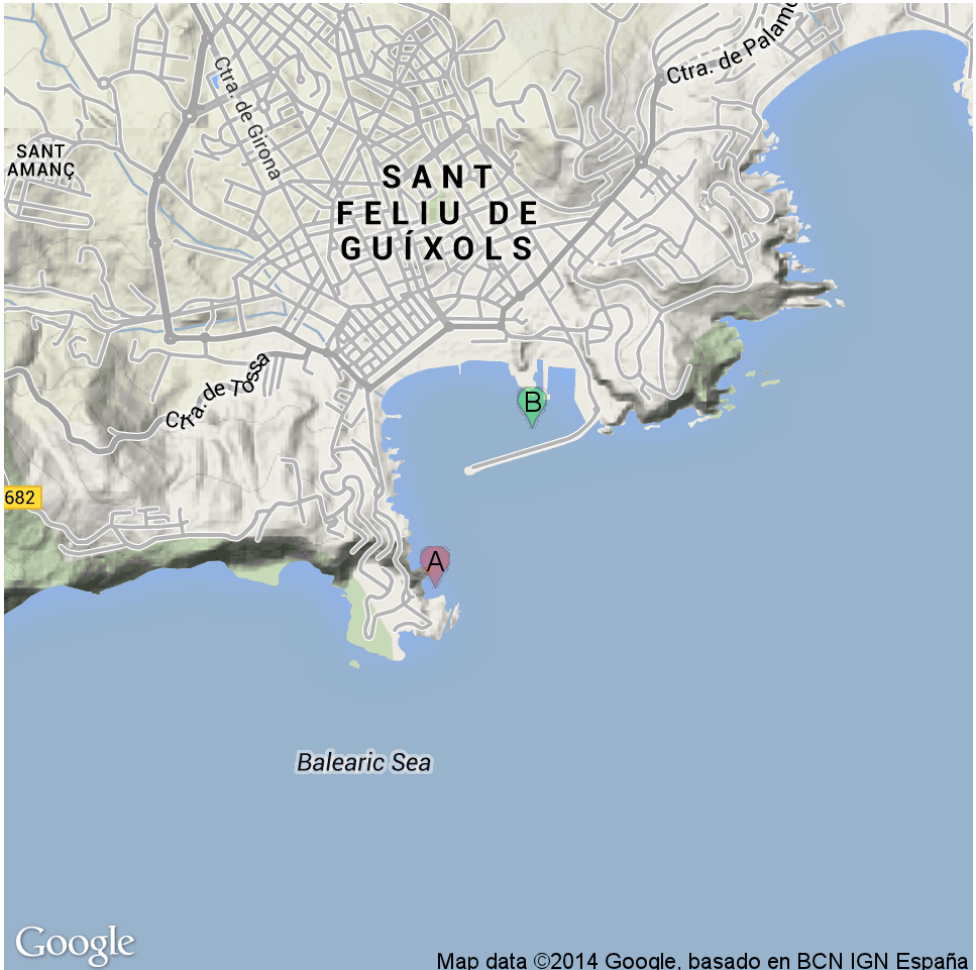 Ctra. de Palamo
Ctra. de Girona
SANT
AMANÇ
SANT
FELIU DE
GUÍXOLS
Ctra. de Tossa
B
682
A
Balearic Sea
Google
Map data ©2014 Google, basado en BCN IGN España